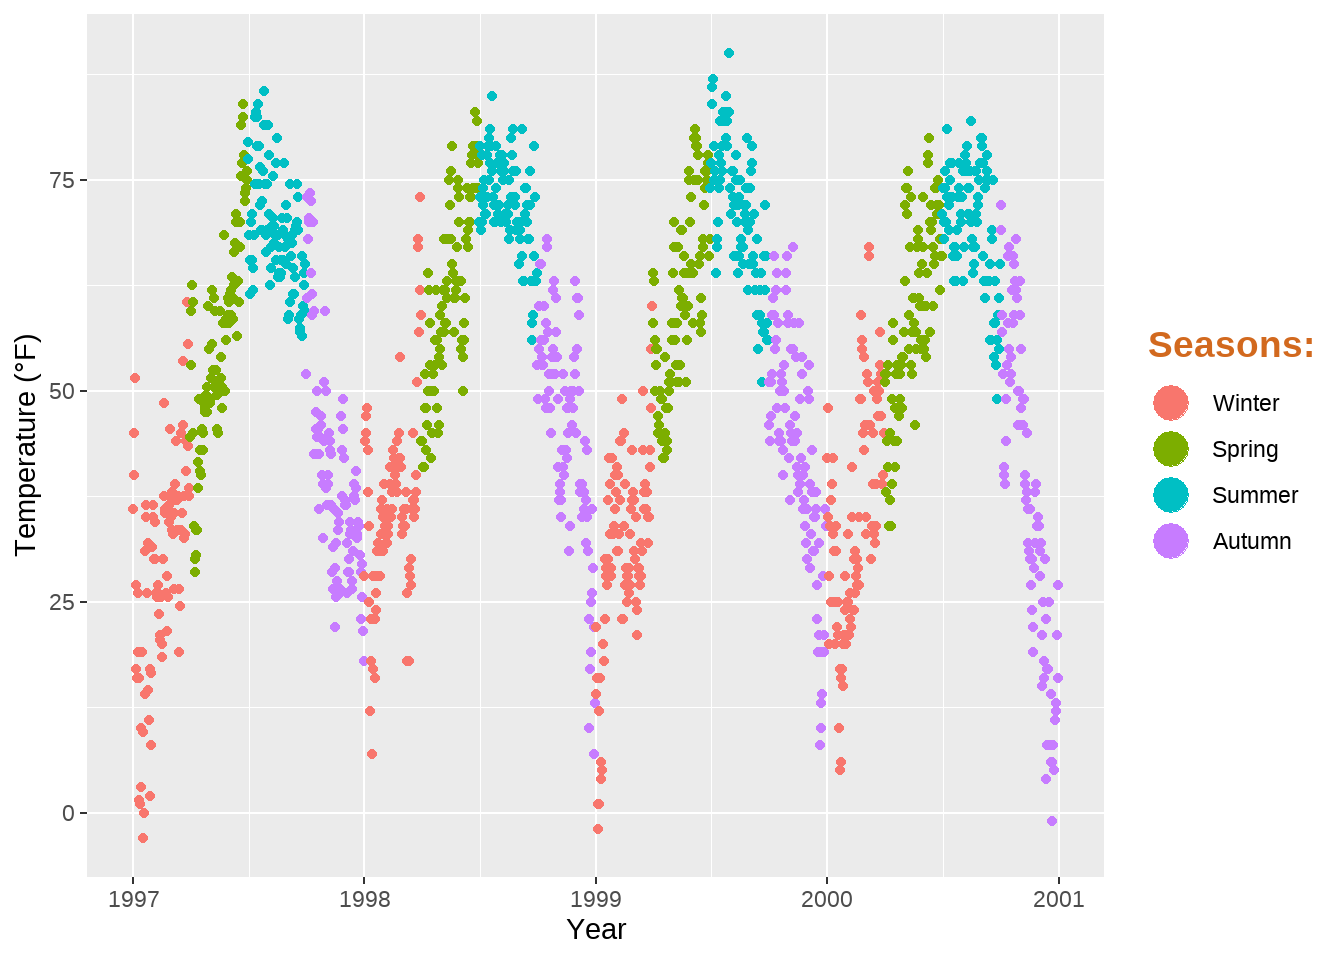 75
50
25
0
1997 1998 1999 2000 2001
Year
Temperature (°F)
Seasons:
Winter
Spring
Summer
Autumn